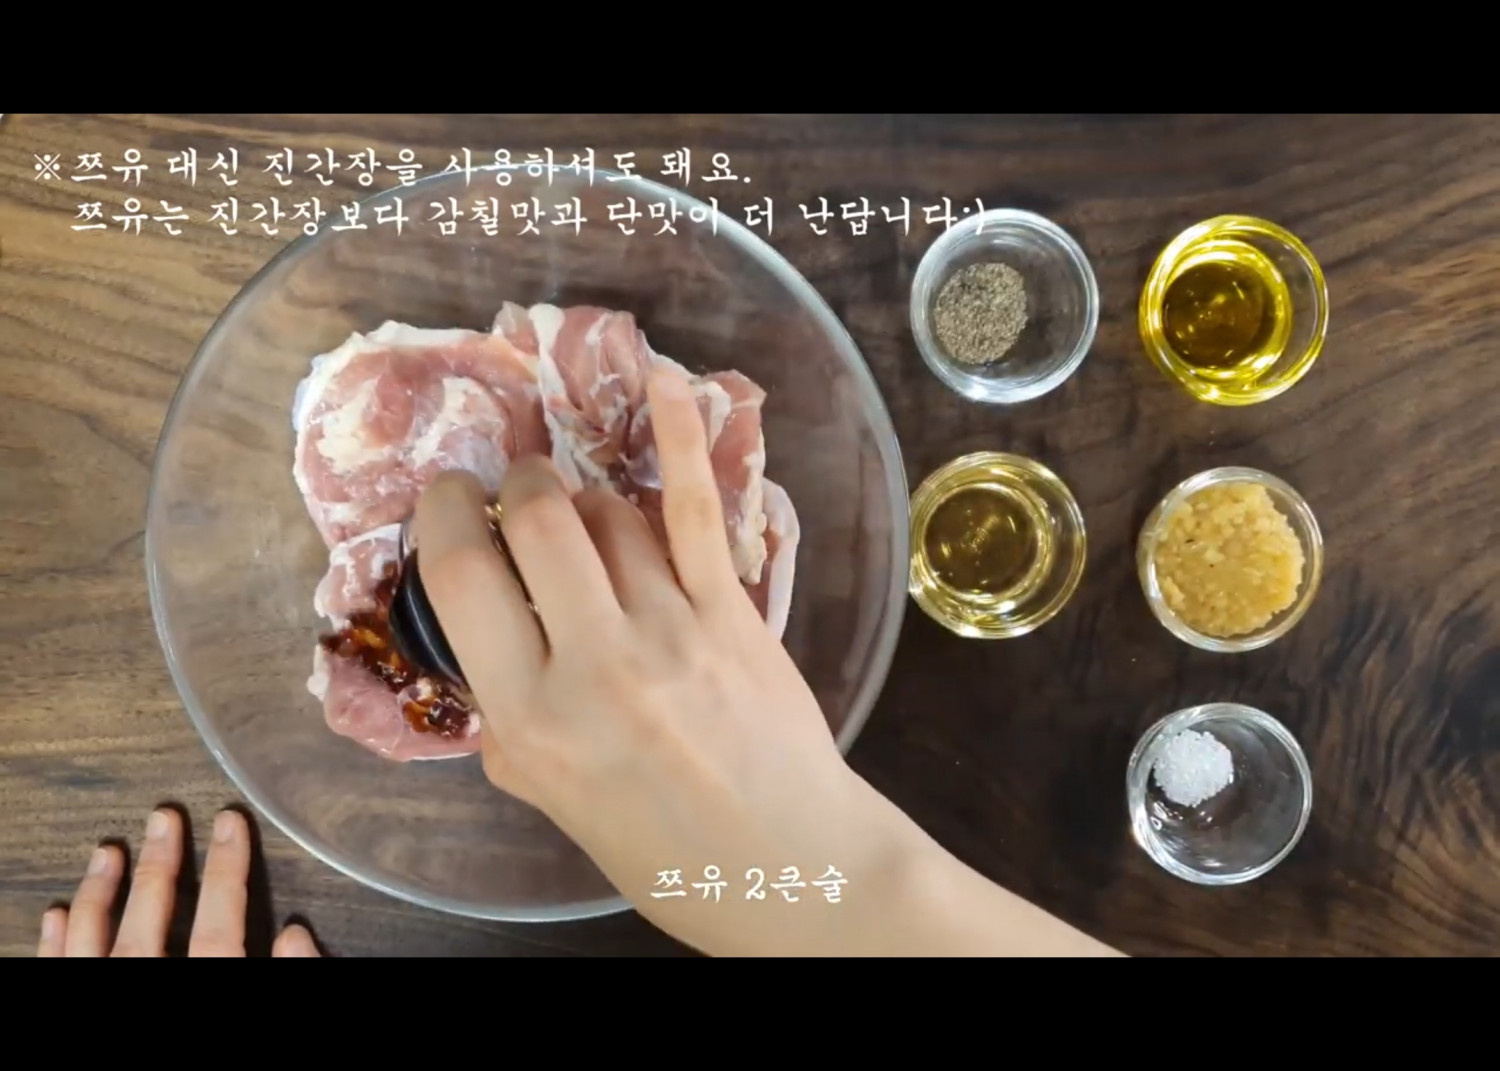 ※쯔유 대신 진간장을 사용하셔도 돼요.
쯔유는 진간장보다 감칠맛과 단맛이 더 난답니다:)
쯔유 2큰술